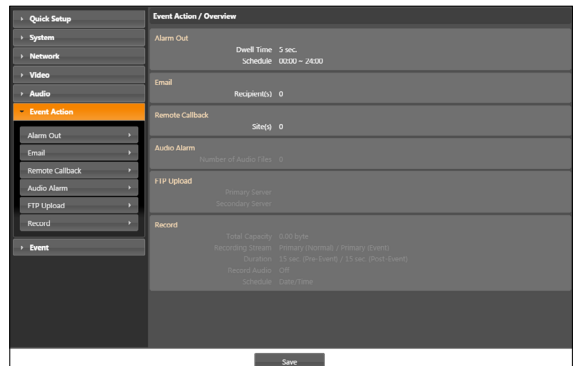 Quick Setup
System
Network
Video
Audio
Event Action
Alarm Out
Email
Remote Callback
Audio Alarm
FTP Upload
Record
Event
Event Action / Overview
Alarm Out
Dwell Time 5 sec.
Schedule 00:00 ~ 24:00
Email
Recipient(s) 0
Remote Callback
Site(s) 0
Audio Alarm
Number of Audio Files 0
FTP Upload
Primary Server
Secondary Server
Record
Total Capacity 0.00 byte
Recording Stream Primary (Normal) / Primary (Event)
Duration 15 sec. (Pre-Event) / 15 sec. (Post-Event)
Record Audio Off
Schedule Date/Time
Save